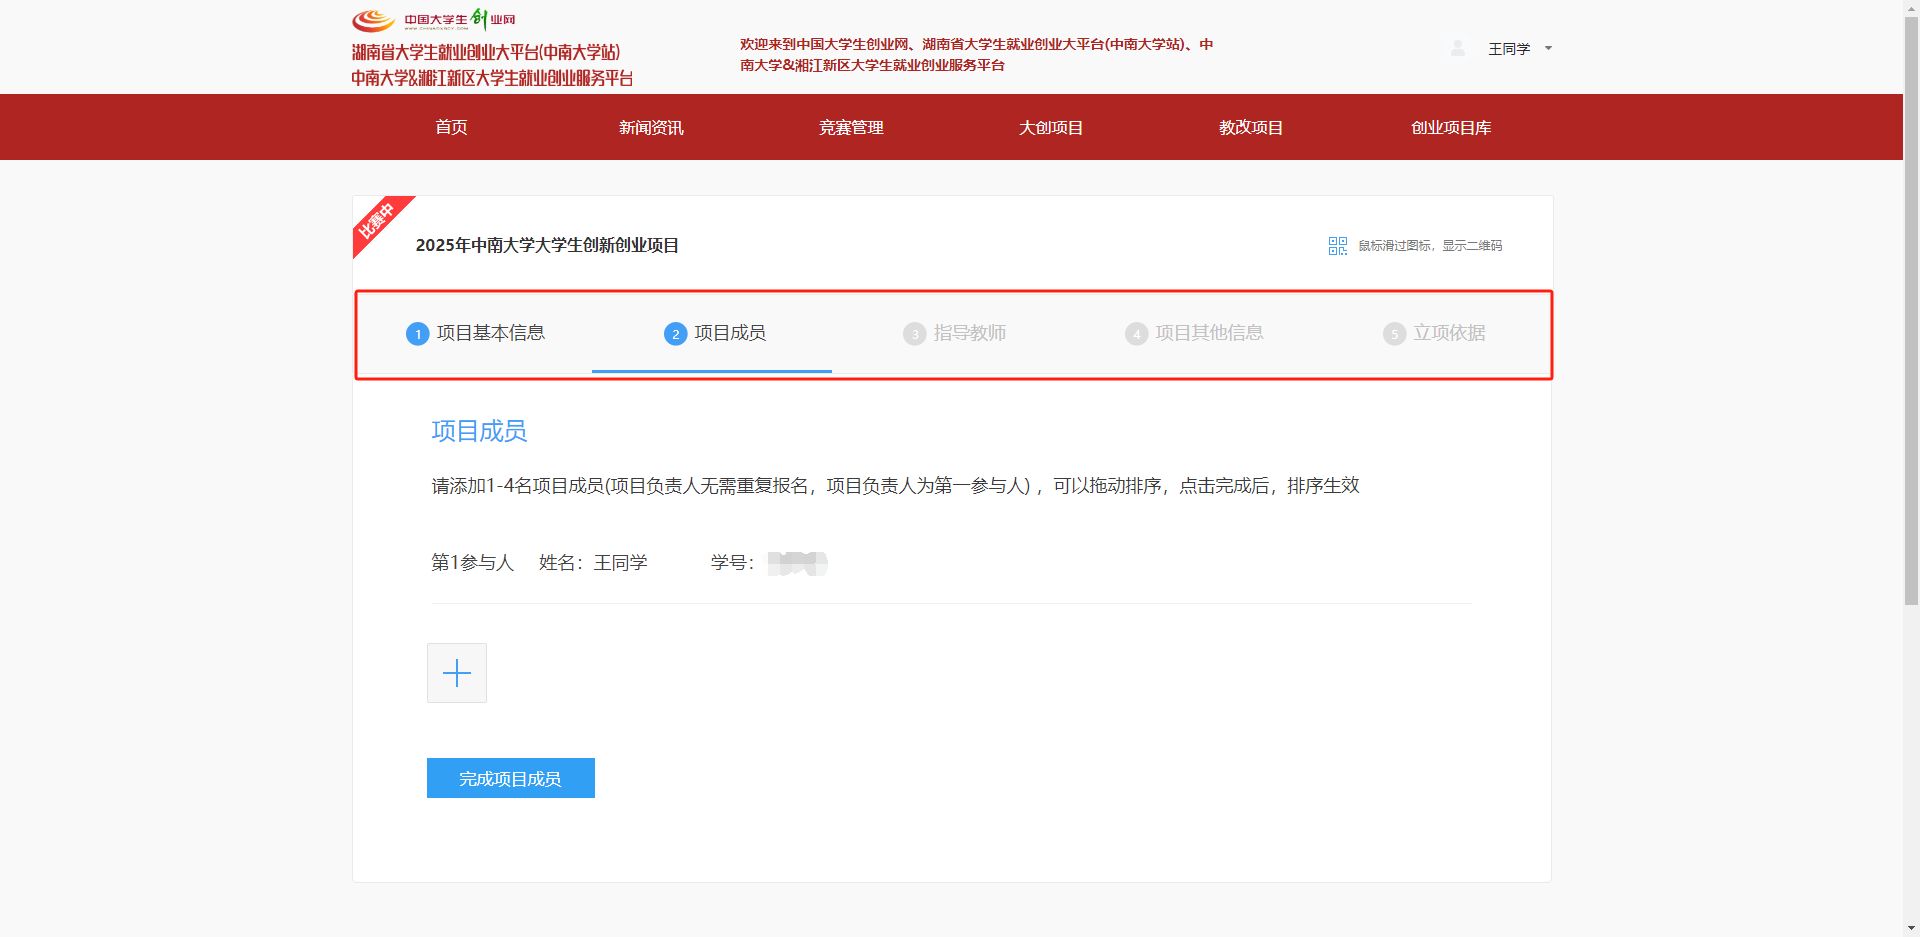 中国大学生创业网
湖南省大学生就业创业大平台(中南大学站)
中南大学&湘江新区大学生就业创业服务平台
欢迎来到中国大学生创业网、湖南省大学生就业创业大平台(中南大学站)、中
南大学&湘江新区大学生就业创业服务平台
王同学
首页 新闻资讯 竞赛管理 大创项目 教改项目 创业项目库
比赛中
2025年中南大学大学生创新创业项目
鼠标滑过图标，显示二维码
1 项目基本信息 2 项目成员 3 指导教师 4 项目其他信息 5 立项依据
项目成员
请添加1-4名项目成员(项目负责人无需重复报名，项目负责人为第一参与人) ，可以拖动排序，点击完成后，排序生效
第1参与人 姓名：王同学 学号：
完成项目成员